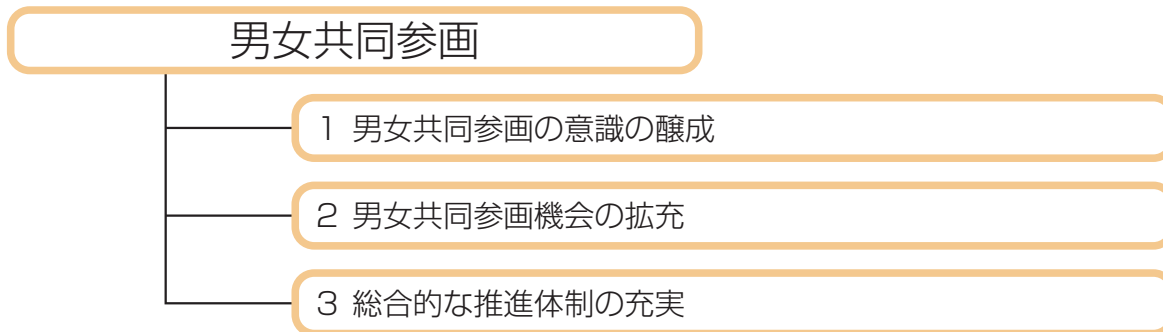 男女共同参画
1 男女共同参画の意識の醸成
2 男女共同参画機会の拡充
3 総合的な推進体制の充実